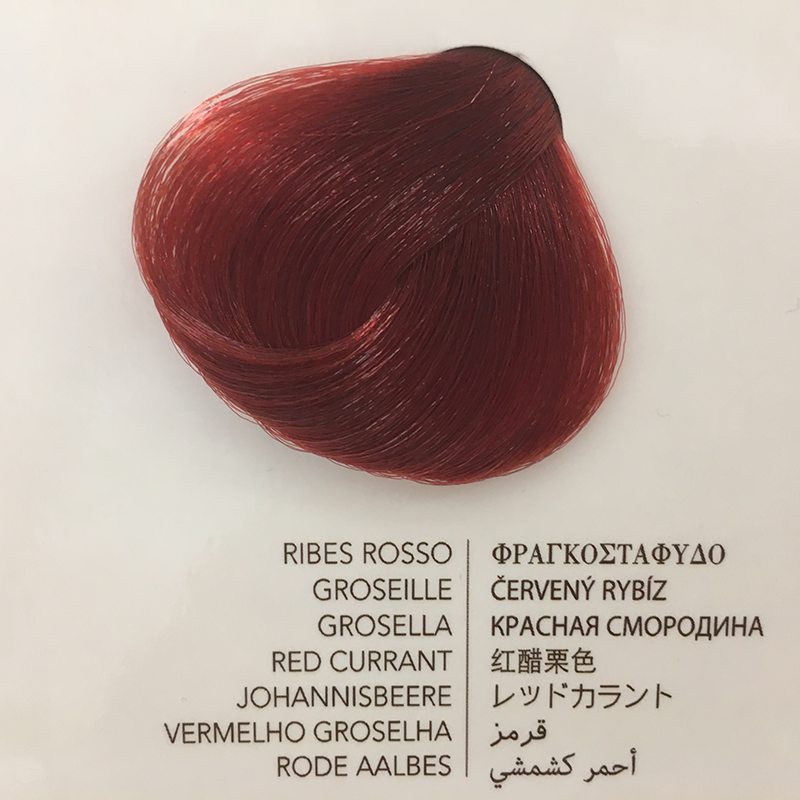 RIBES ROSSO
GROSEILLE
GROSELLA
RED CURRANT
JOHANNISBEERE
VERMELHO GROSELHA
RODE AALBES
ΦΡΑΓΚΟΣΤΑΦΥΔΟ
ČERVENÝ RYBÍZ
КРАСНАЯ СМОРОДИНА
红醋栗色
レッドカラント
قرمز
أحمر كشمشي